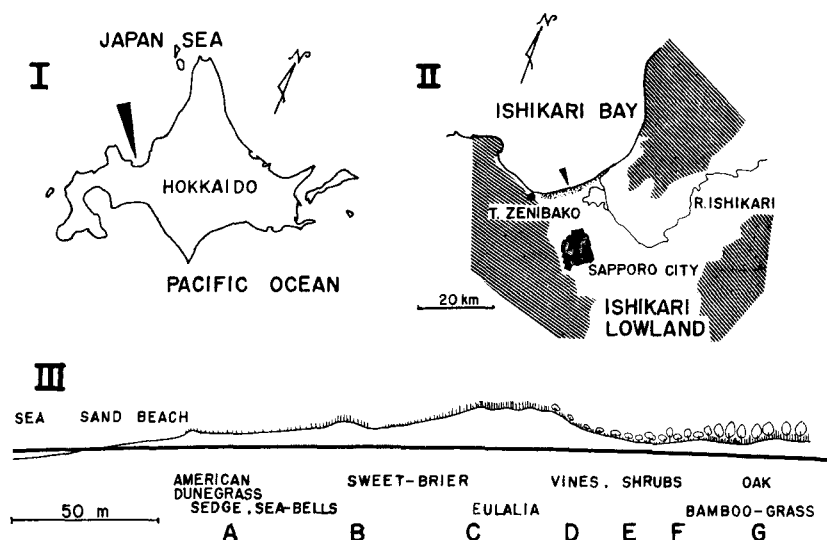 I
JAPAN SEA
N
HOKKAIDO
PACIFIC OCEAN
II
N
ISHIKARI BAY
T. ZENIBAKO
R. ISHIKARI
SAPPORO CITY
20 km
ISHIKARI
LOWLAND
III
SEA SAND BEACH
AMERICAN
DUNEGRASS
SWEET-BRIER
VINES, SHRUBS
OAK
SEDGE, SEA-BELLS
EULALIA
BAMBOO-GRASS
50 m
A B C D E F G